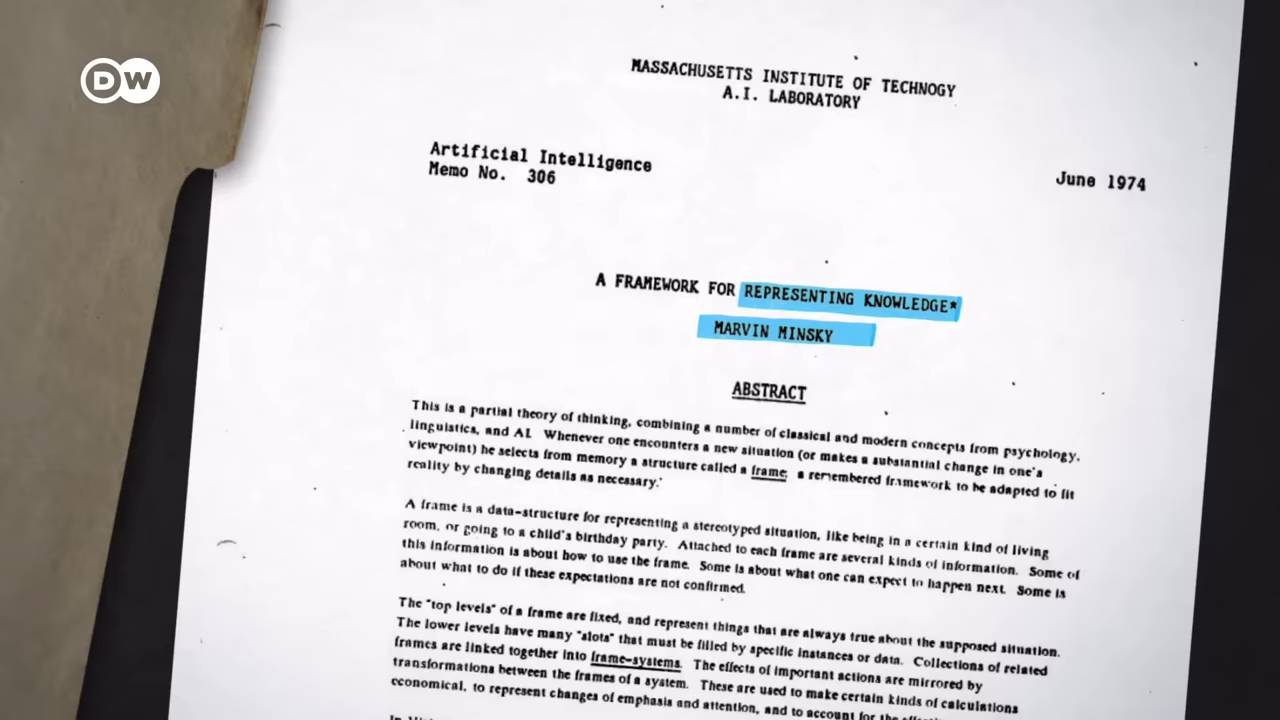 DW
MASSACHUSETTS INSTITUTE OF TECHNOGY
A.I. LABORATORY
Artificial Intelligence
Memo No. 306
June 1974
A FRAMEWORK FOR REPRESENTING KNOWLEDGE*
MARVIN MINSKY
ABSTRACT
This is a partial theory of thinking, combining a number of classical and modern concepts from psychology,
linguistics, and AI. Whenever one encounters a new situation (or makes a substantial change in one's
viewpoint) he selects from memory a structure called a frame; a remembered framework to be adapted to fit
reality by changing details as necessary.
A frame is a data-structure for representing a stereotyped situation, like being in a certain kind of living
room, or going to a child's birthday party. Attached to each frame are several kinds of information. Some of
this information is about how to use the frame. Some is about what one can expect to happen next. Some is
about what to do if these expectations are not confirmed.
The "top levels" of a frame are fixed, and represent things that are always true about the supposed situation.
The lower levels have many "slots" that must be filled by specific instances or data. Collections of related
frames are linked together into frame-systems. The effects of important actions are mirrored by
transformations between the frames of a system. These are used to make certain kinds of calculations
economical, to represent changes of emphasis and attention, and to account for the